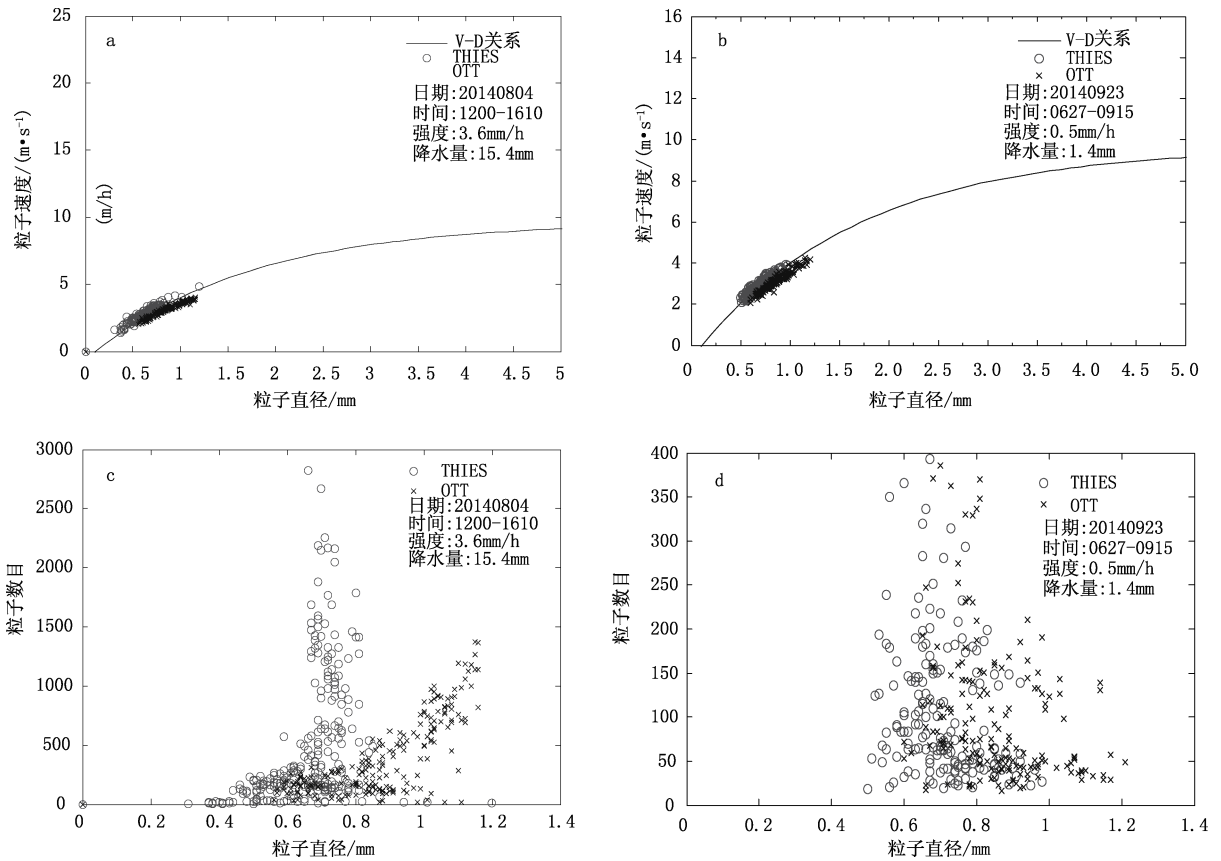 a
V-D关系
THIES
OTT
日期:20140804
时间:1200-1610
强度:3.6mm/h
降水量:15.4mm
25
20
15
10
5
0
粒子速度/(m•s⁻¹)
(m/h)
0 0.5 1 1.5 2 2.5 3 3.5 4 4.5 5
粒子直径/mm
b
V-D关系
THIES
OTT
日期:20140923
时间:0627-0915
强度:0.5mm/h
降水量:1.4mm
16
14
12
10
8
6
4
2
0
粒子速度/(m•s⁻¹)
0 0.5 1.0 1.5 2.0 2.5 3.0 3.5 4.0 4.5 5.0
粒子直径/mm
c
THIES
OTT
日期:20140804
时间:1200-1610
强度:3.6mm/h
降水量:15.4mm
3000
2500
2000
1500
1000
500
0
粒子数目
0 0.2 0.4 0.6 0.8 1 1.2 1.4
粒子直径/mm
d
THIES
OTT
日期:20140923
时间:0627-0915
强度:0.5mm/h
降水量:1.4mm
400
350
300
250
200
150
100
50
0
粒子数目
0 0.2 0.4 0.6 0.8 1 1.2 1.4
粒子直径/mm